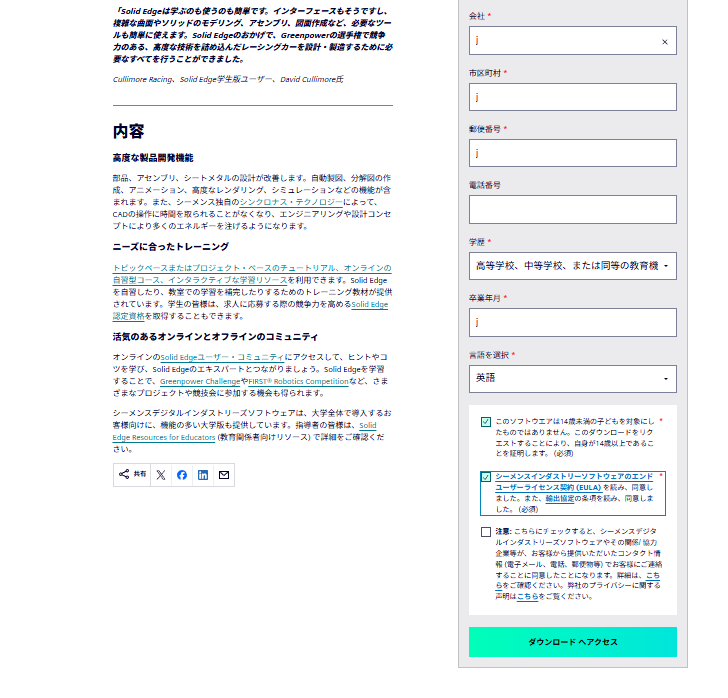 「Solid Edgeは学ぶのも使うのも簡単です。インターフェースもそうですし、
複雑な曲面やソリッドのモデリング、アセンブリ、図面作成など、必要なツー
ルも簡単に使えます。Solid Edgeのおかげで、Greenpowerの選手権で競争
力のある、高度な技術を詰め込んだレーシングカーを設計・製造するために必
要なすべてを行うことができました。
Cullimore Racing、Solid Edge学生版ユーザー、David Cullimore氏
内容
高度な製品開発機能
部品、アセンブリ、シートメタルの設計が改善します。自動製図、分解図の作
成、アニメーション、高度なレンダリング、シミュレーションなどの機能が含
まれます。また、シーメンス独自のシンクロナス・テクノロジーによって、
CADの操作に時間を取られることがなくなり、エンジニアリングや設計コンセ
プトにより多くのエネルギーを注げるようになります。
ニーズに合ったトレーニング
トピックベースまたはプロジェクト・ベースのチュートリアル、オンラインの
自習型コース、インタラクティブな学習リソースを利用できます。Solid Edge
を自習したり、教室での学習を補完したりするためのトレーニング教材が提供
されています。学生の皆様は、求人に応募する際の競争力を高めるSolid Edge
認定資格を取得することもできます。
活気のあるオンラインとオフラインのコミュニティ
オンラインのSolid Edgeユーザー・コミュニティにアクセスして、ヒントやコ
ツを学び、Solid Edgeのエキスパートとつながりましょう。Solid Edgeを学習
することで、Greenpower ChallengeやFIRST® Robotics Competitionなど、さま
ざまなプロジェクトや競技会に参加する機会も得られます。
シーメンスデジタルインダストリーズソフトウェアは、大学全体で導入するお
客様向けに、機能の多い大学版も提供しています。指導者の皆様は、Solid
Edge Resources for Educators (教育関係者向けリソース) で詳細をご確認くだ
さい。
共有
会社 *
j
市区町村 *
j
郵便番号 *
j
電話番号
学歴 *
高等学校、中等学校、または同等の教育機
卒業年月 *
j
言語を選択 *
英語
このソフトウエアは14歳未満の子どもを対象にし *
たものではありません。このダウンロードをリク
エストすることにより、自身が14歳以上であるこ
とを証明します。 (必須)
シーメンスインダストリーソフトウェアのエンド *
ユーザーライセンス契約 (EULA) を読み、同意し
ました。また、輸出協定の条項を読み、同意しま
した。 (必須)
注意: こちらにチェックすると、シーメンスデジタ
ルインダストリーズソフトウェアやその関係/ 協力
企業等が、お客様から提供いただいたコンタクト情
報 (電子メール、電話、郵便物等) でお客様にご連絡
することに同意したことになります。詳細は、こち
らをご確認ください。弊社のプライバシーに関する
声明はこちらをご覧ください。
ダウンロード へアクセス